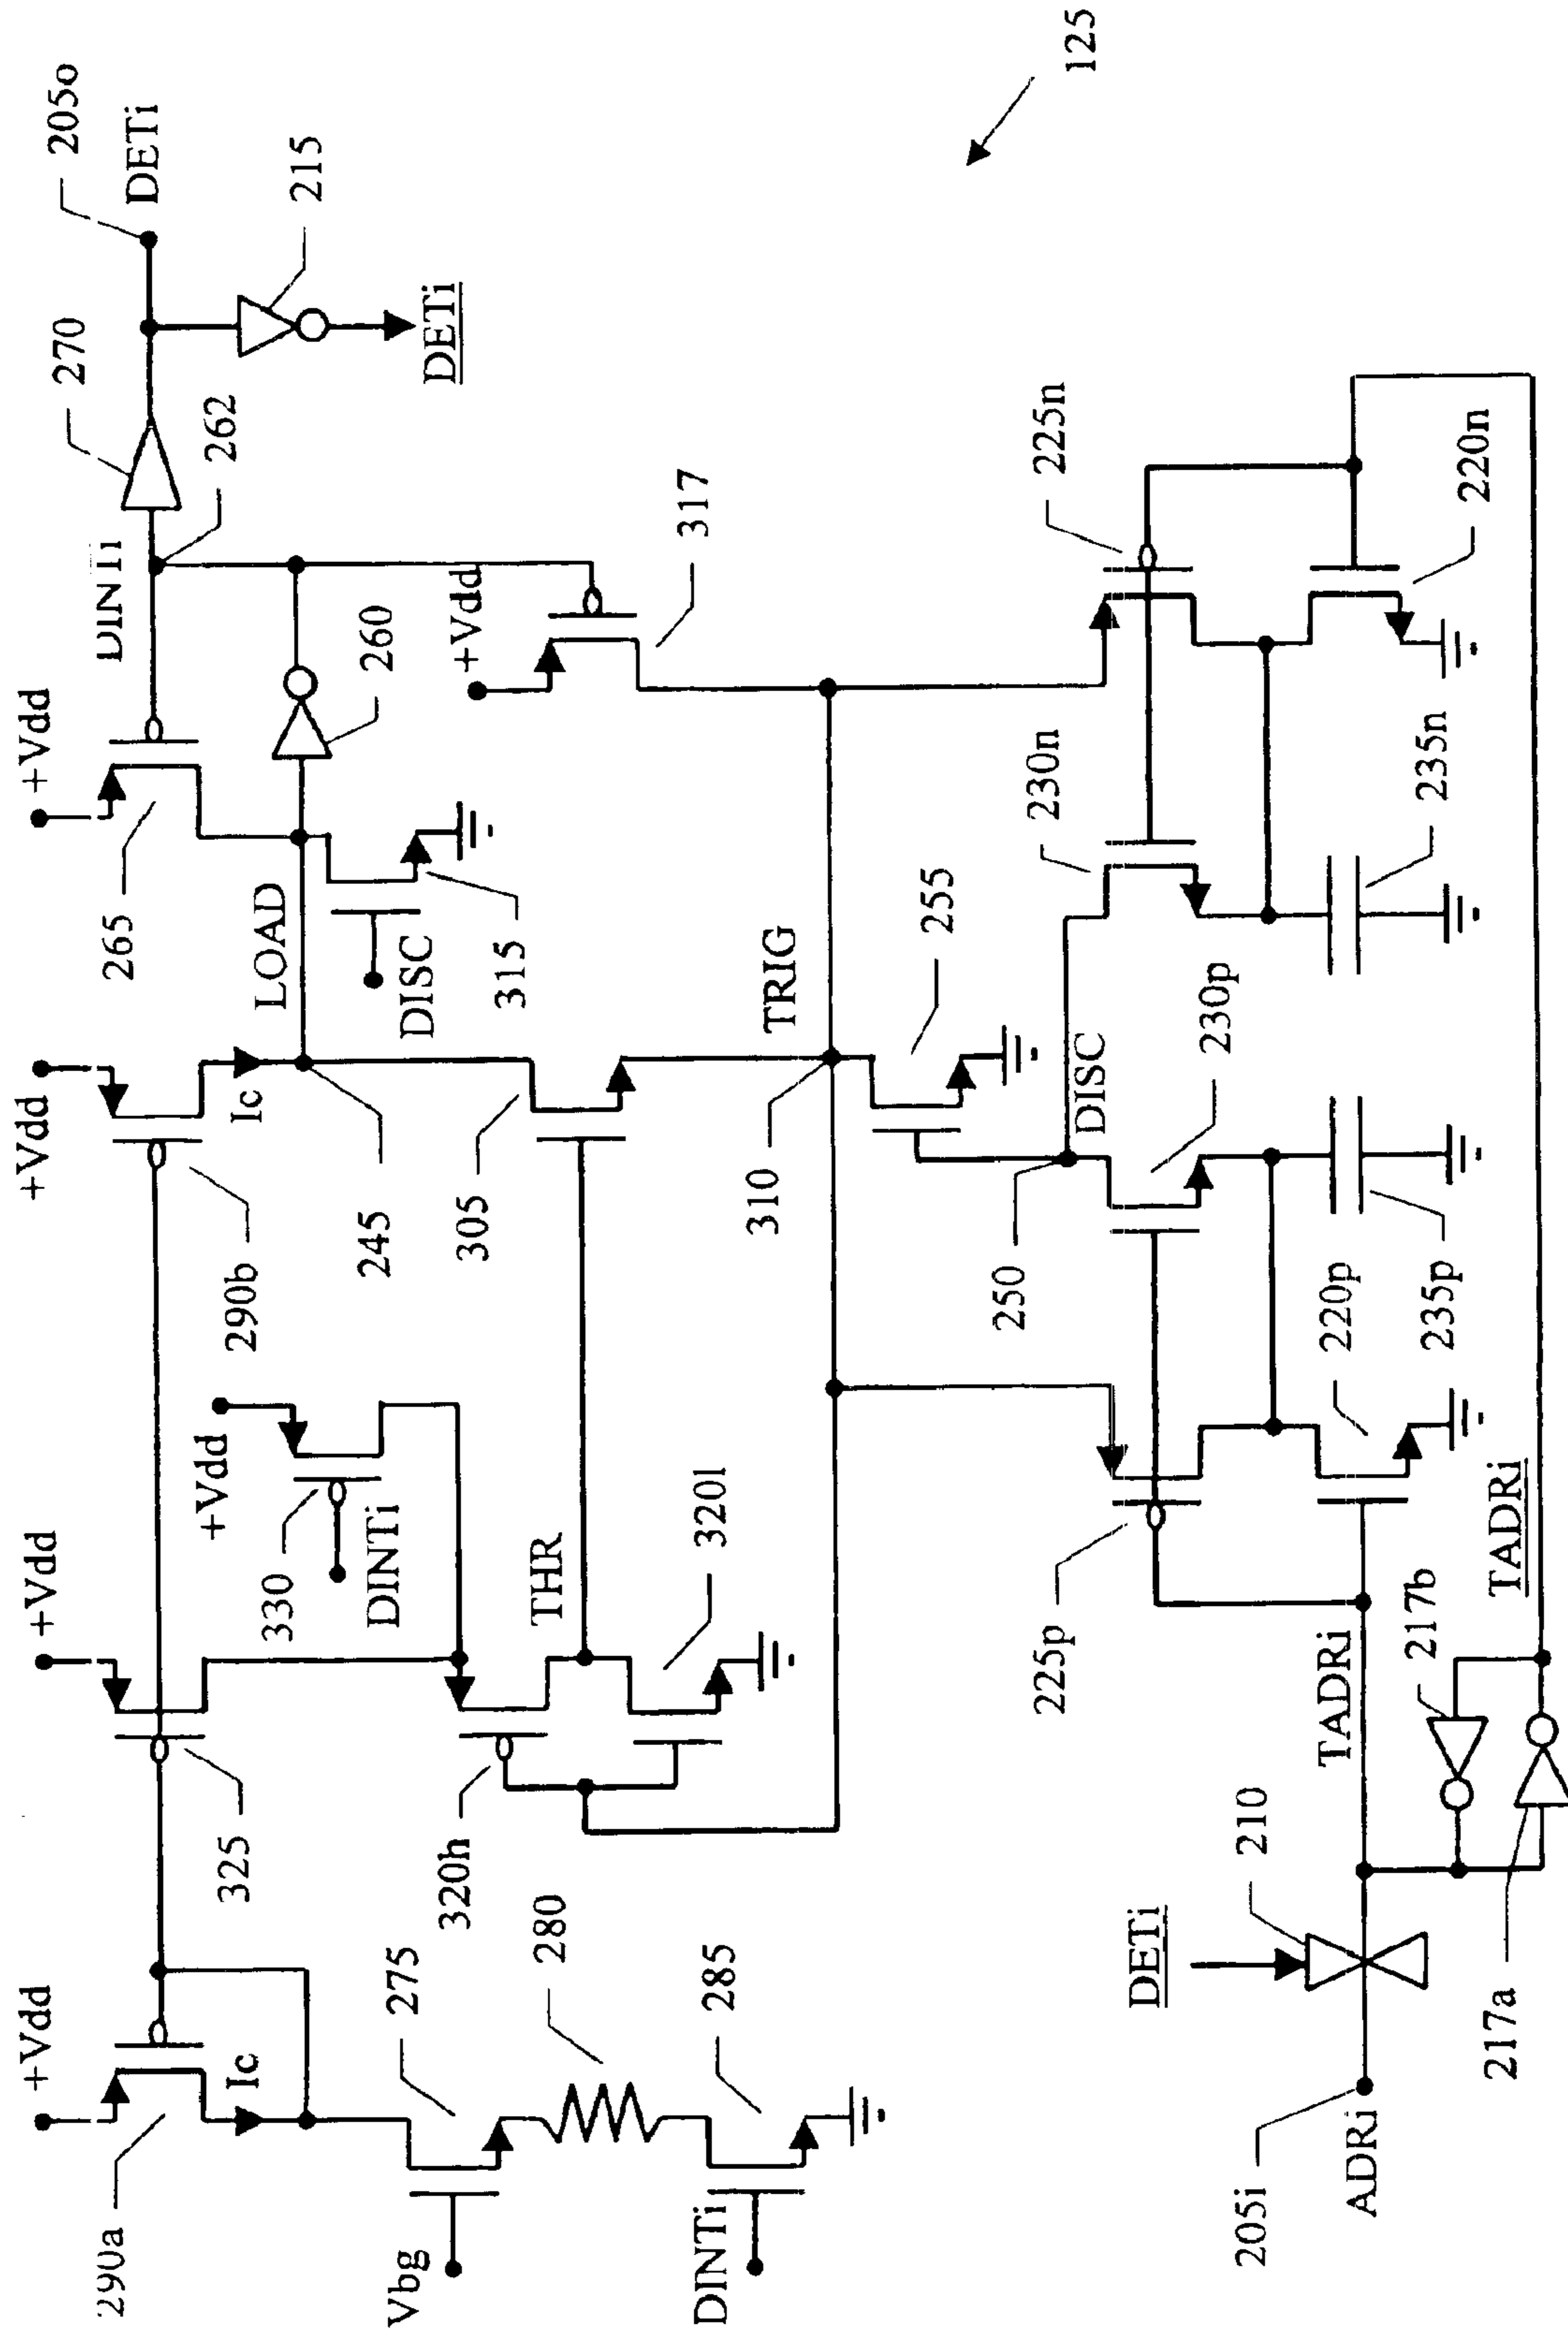 +Vdd
+Vdd
+Vdd
+Vdd
205o
270
DETi
290a
265
DINTi
262
Ic
325
+Vdd
290b
Ic
LOAD
215
330
245
260
Vbg
275
DINTi
DISC
DETi
+Vdd
320h
305
315
280
THR
317
DINTi
285
320l
310
TRIG
255
250
DISC
225p
230n
225n
125
DETi
230p
205i
210
TADRi
220p
ADRi
217b
235p
235n
220n
217a
TADRi